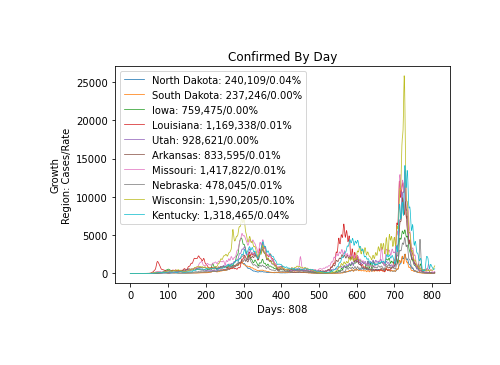 Confirmed By Day
Growth
Region: Cases/Rate
25000
20000
15000
10000
5000
0
North Dakota: 240,109/0.04%
South Dakota: 237,246/0.00%
Iowa: 759,475/0.00%
Louisiana: 1,169,338/0.01%
Utah: 928,621/0.00%
Arkansas: 833,595/0.01%
Missouri: 1,417,822/0.01%
Nebraska: 478,045/0.01%
Wisconsin: 1,590,205/0.10%
Kentucky: 1,318,465/0.04%
0 100 200 300 400 500 600 700 800
Days: 808